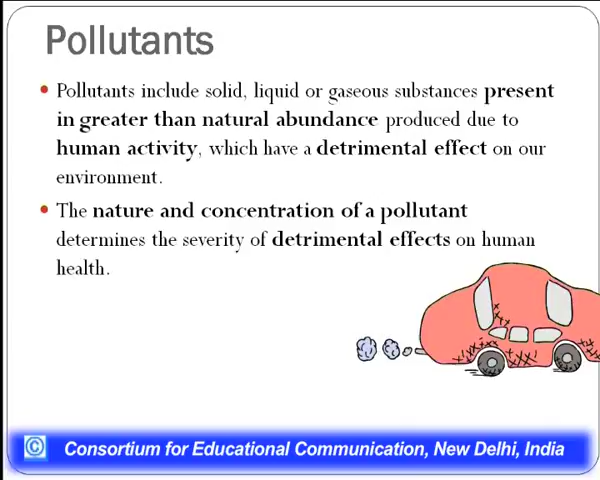 Pollutants
• Pollutants include solid, liquid or gaseous substances present
in greater than natural abundance produced due to
human activity, which have a detrimental effect on our
environment.
• The nature and concentration of a pollutant
determines the severity of detrimental effects on human
health.
© Consortium for Educational Communication, New Delhi, India